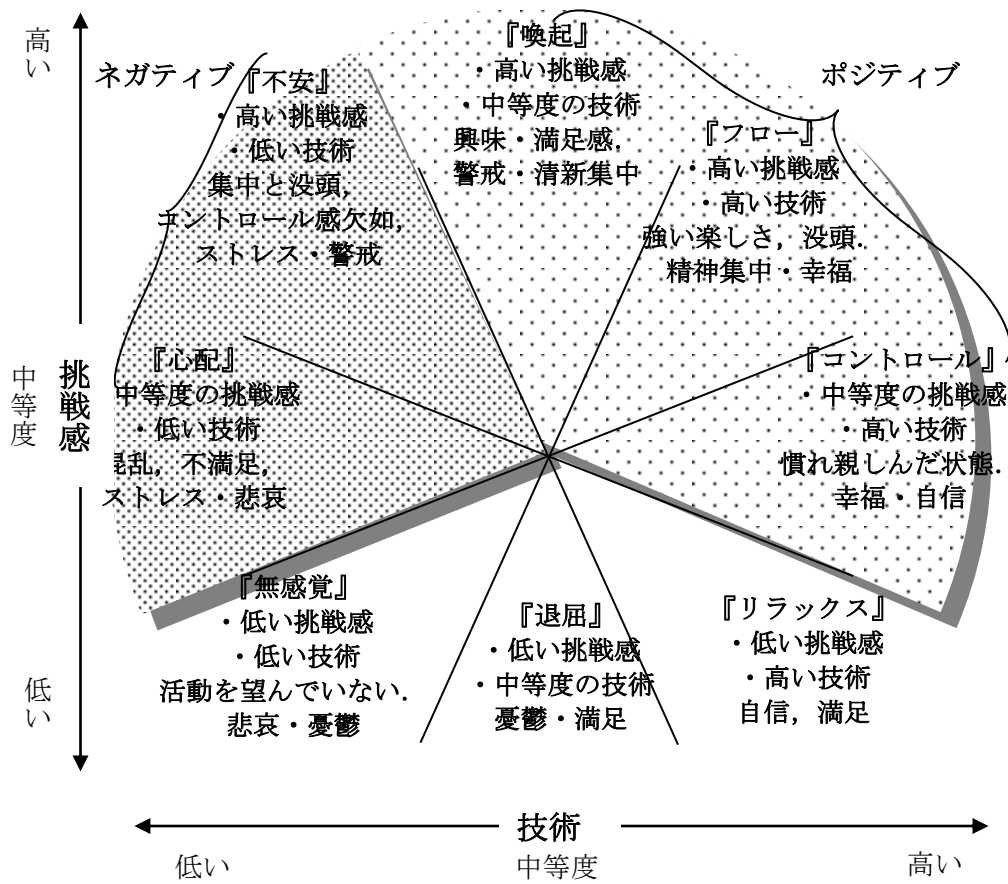 高い
ネガティブ
ポジティブ
『喚起』
・高い挑戦感
・中等度の技術
興味・満足感,
警戒・清新集中
『不安』
・高い挑戦感
・低い技術
集中と没頭,
コントロール感欠如,
ストレス・警戒
『フロー』
・高い挑戦感
・高い技術
強い楽しさ，没頭.
精神集中・幸福
中等度
挑戦感
『心配』
中等度の挑戦感
・低い技術
混乱，不満足,
ストレス・悲哀
『コントロール』
・中等度の挑戦感
・高い技術
慣れ親しんだ状態.
幸福・自信
低い
『無感覚』
・低い挑戦感
・低い技術
活動を望んでいない.
悲哀・憂鬱
『退屈』
・低い挑戦感
・中等度の技術
憂鬱・満足
『リラックス』
・低い挑戦感
・高い技術
自信，満足
技術
低い
中等度
高い